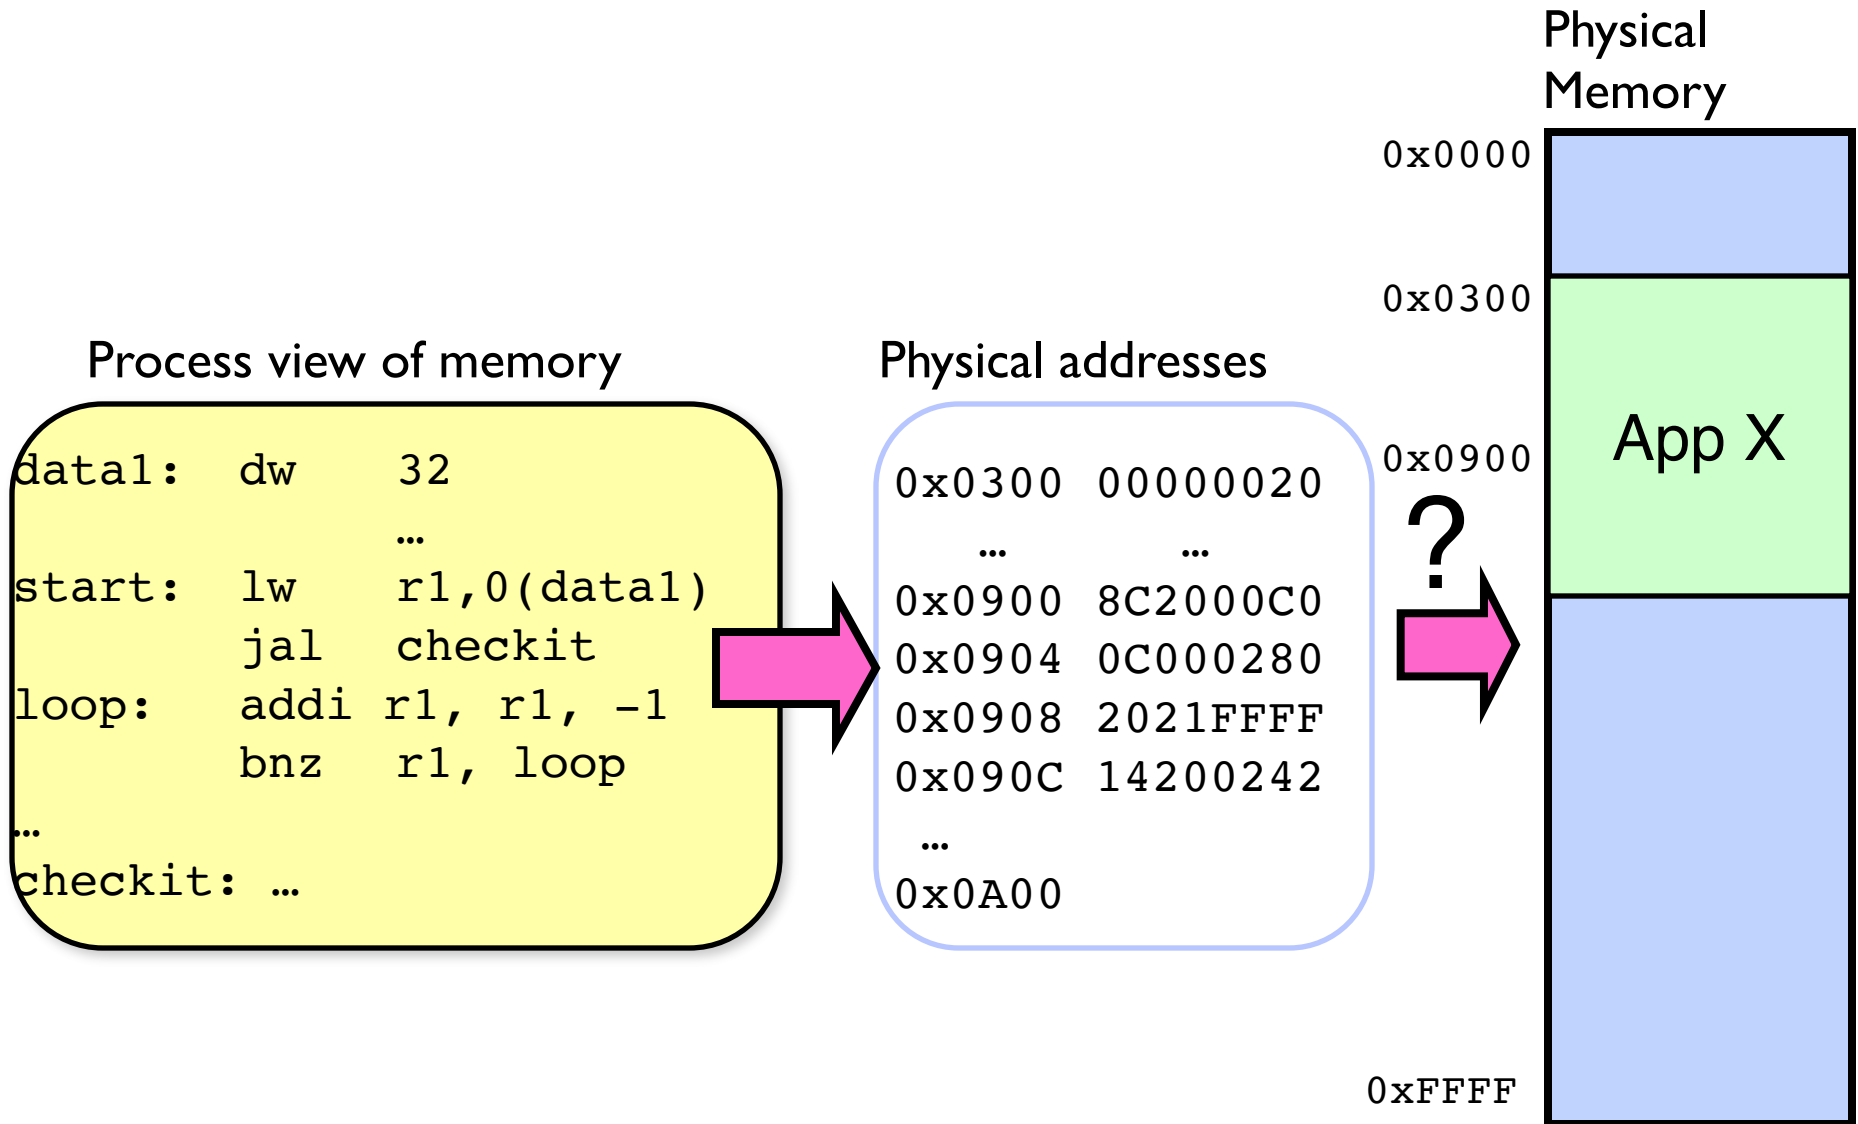 Process view of memory
data1: dw 32
…
start: lw r1,0(data1)
jal checkit
loop: addi r1, r1, -1
bnz r1, loop
…
checkit: …
Physical addresses
0x0300 00000020
… …
0x0900 8C2000C0
0x0904 0C000280
0x0908 2021FFFF
0x090C 14200242
…
0x0A00
?
Physical
Memory
0x0000
0x0300
0x0900
App X
0xFFFF